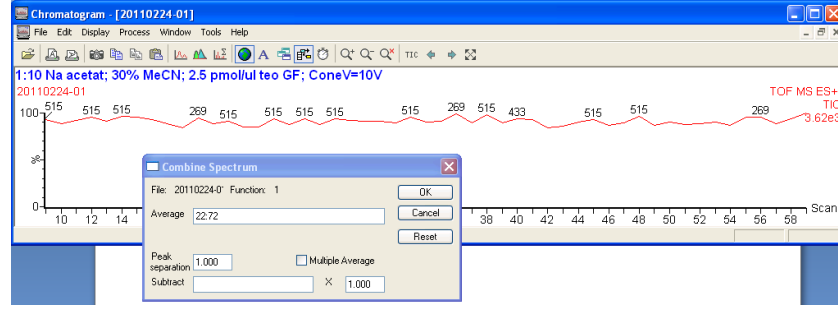 Chromatogram - [20110224-01]
File Edit Display Process Window Tools Help
A TIC
1:10 Na acetat; 30% MeCN; 2.5 pmol/ul teo GF; ConeV=10V
20110224-01
TOF MS ES+
TIC
3.62e3
515 515 515 269 515 515 515 515 515 515 269 515 433 515 515 269
100
%
0
10 12 14 38 40 42 44 46 48 50 52 54 56 58 Scan
Combine Spectrum
File: 20110224-0 Function: 1
OK
Average 22:72
Cancel
Reset
Peak separation 1.000
Multiple Average
Subtract X 1.000